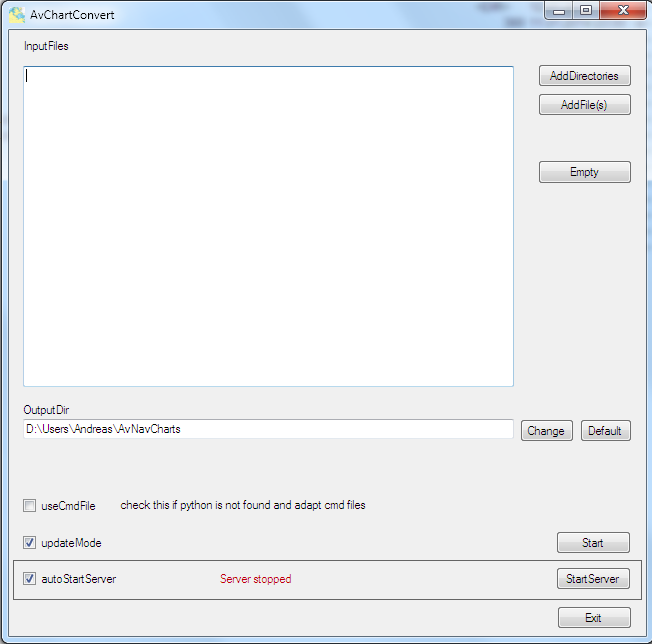 AvChartConvert
InputFiles
AddDirectories
AddFile(s)
Empty
OutputDir
D:\Users\Andreas\AvNavCharts
Change
Default
useCmdFile check this if python is not found and adapt cmd files
updateMode
Start
autoStartServer Server stopped
StartServer
Exit